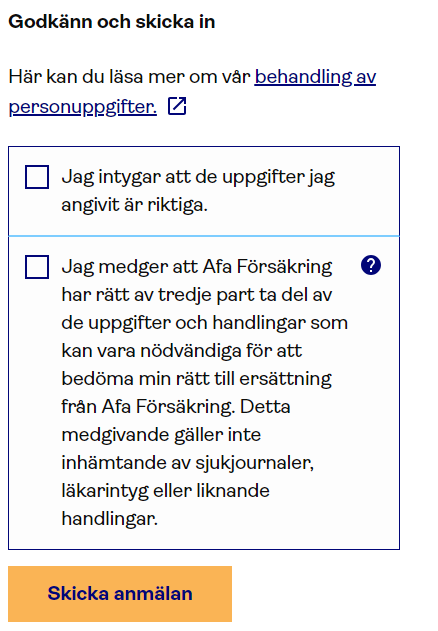 Godkänn och skicka in
Här kan du läsa mer om vår behandling av
personuppgifter.
Jag intygar att de uppgifter jag
angivit är riktiga.
Jag medger att Afa Försäkring
har rätt av tredje part ta del av
de uppgifter och handlingar som
kan vara nödvändiga för att
bedöma min rätt till ersättning
från Afa Försäkring. Detta
medgivande gäller inte
inhämtande av sjukjournaler,
läkarintyg eller liknande
handlingar.
?
Skicka anmälan